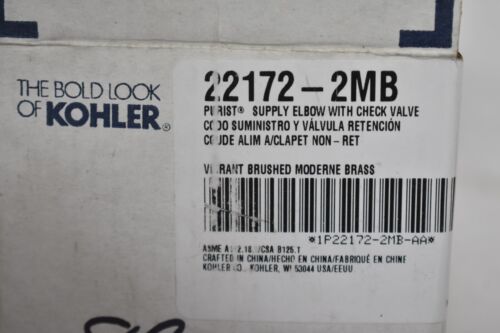 THE BOLD LOOK
OF KOHLER®
22172-2MB
PURIST® SUPPLY ELBOW WITH CHECK VALVE
CODO SUMINISTRO Y VÁLVULA RETENCIÓN
COUDE ALIM A/CLAPET NON-RET
VIBRANT BRUSHED MODERNE BRASS
*1P22172-2MB-AA*
ASME A112.18.1/CSA B125.1
CRAFTED IN CHINA/HECHO EN CHINA/FABRIQUÉ EN CHINE
KOHLER CO. KOHLER, WI 53044 USA/EEUU